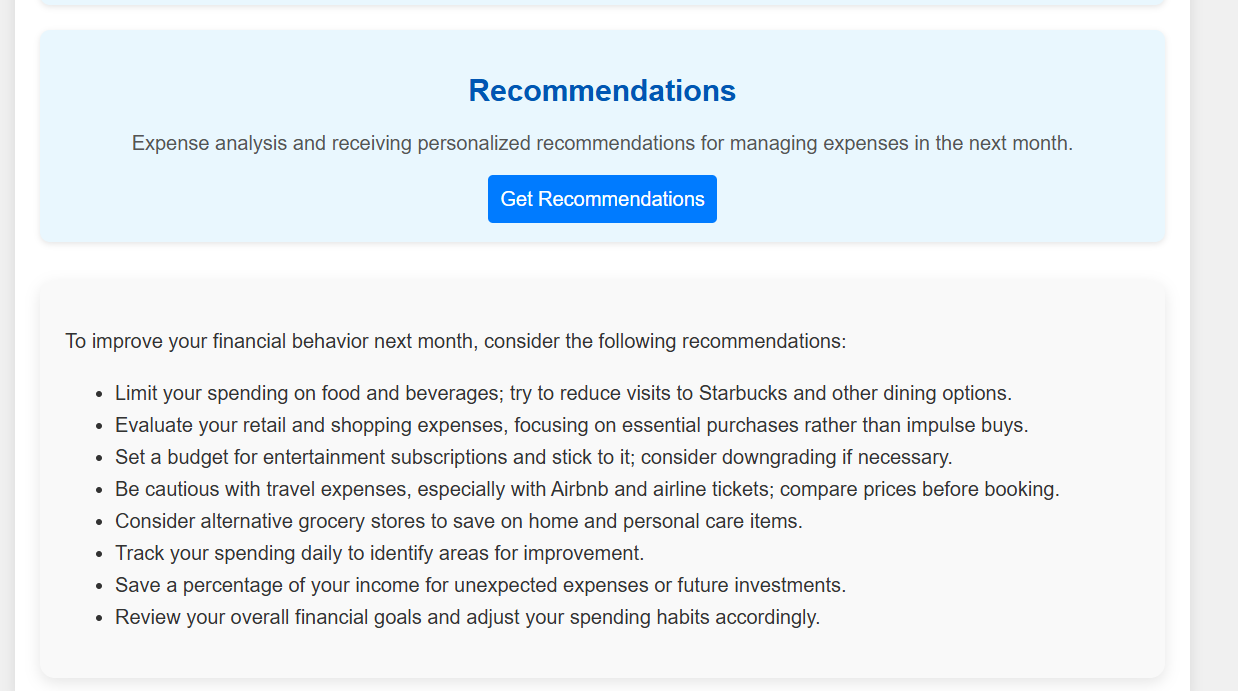 Recommendations
Expense analysis and receiving personalized recommendations for managing expenses in the next month.
Get Recommendations
To improve your financial behavior next month, consider the following recommendations:
• Limit your spending on food and beverages; try to reduce visits to Starbucks and other dining options.
• Evaluate your retail and shopping expenses, focusing on essential purchases rather than impulse buys.
• Set a budget for entertainment subscriptions and stick to it; consider downgrading if necessary.
• Be cautious with travel expenses, especially with Airbnb and airline tickets; compare prices before booking.
• Consider alternative grocery stores to save on home and personal care items.
• Track your spending daily to identify areas for improvement.
• Save a percentage of your income for unexpected expenses or future investments.
• Review your overall financial goals and adjust your spending habits accordingly.